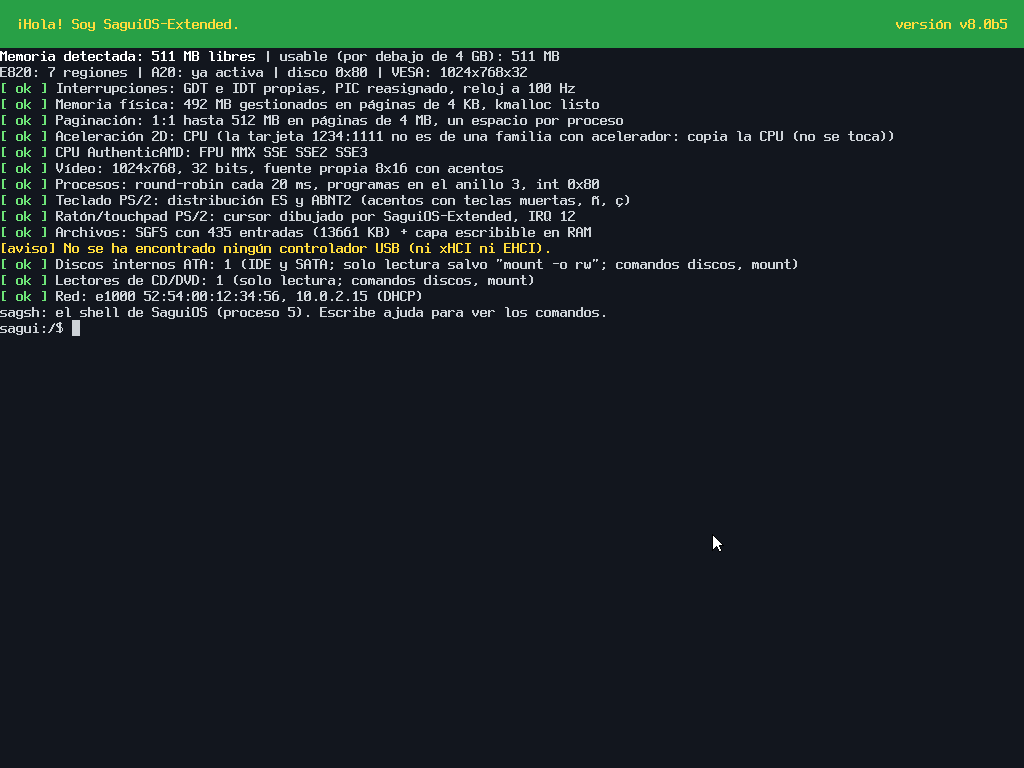 ¡Hola! Soy SaguiOS-Extended.
versión v8.0b5
Memoria detectada: 511 MB libres | usable (por debajo de 4 GB): 511 MB
E820: 7 regiones | A20: ya activa | disco 0x80 | VESA: 1024x768x32
[ ok ] Interrupciones: GDT e IDT propias, PIC reasignado, reloj a 100 Hz
[ ok ] Memoria física: 492 MB gestionados en páginas de 4 KB, kmalloc listo
[ ok ] Paginación: 1:1 hasta 512 MB en páginas de 4 MB, un espacio por proceso
[ ok ] Aceleración 2D: CPU (la tarjeta 1234:1111 no es de una familia con acelerador: copia la CPU (no se toca))
[ ok ] CPU AuthenticAMD: FPU MMX SSE SSE2 SSE3
[ ok ] Vídeo: 1024x768, 32 bits, fuente propia 8x16 con acentos
[ ok ] Procesos: round-robin cada 20 ms, programas en el anillo 3, int 0x80
[ ok ] Teclado PS/2: distribución ES y ABNT2 (acentos con teclas muertas, ñ, ç)
[ ok ] Ratón/touchpad PS/2: cursor dibujado por SaguiOS-Extended, IRQ 12
[ ok ] Archivos: SGFS con 435 entradas (13661 KB) + capa escribible en RAM
[aviso] No se ha encontrado ningún controlador USB (ni xHCI ni EHCI).
[ ok ] Discos internos ATA: 1 (IDE y SATA; solo lectura salvo "mount -o rw"; comandos discos, mount)
[ ok ] Lectores de CD/DVD: 1 (solo lectura; comandos discos, mount)
[ ok ] Red: e1000 52:54:00:12:34:56, 10.0.2.15 (DHCP)
sagsh: el shell de SaguiOS (proceso 5). Escribe ajuda para ver los comandos.
sagui:/$